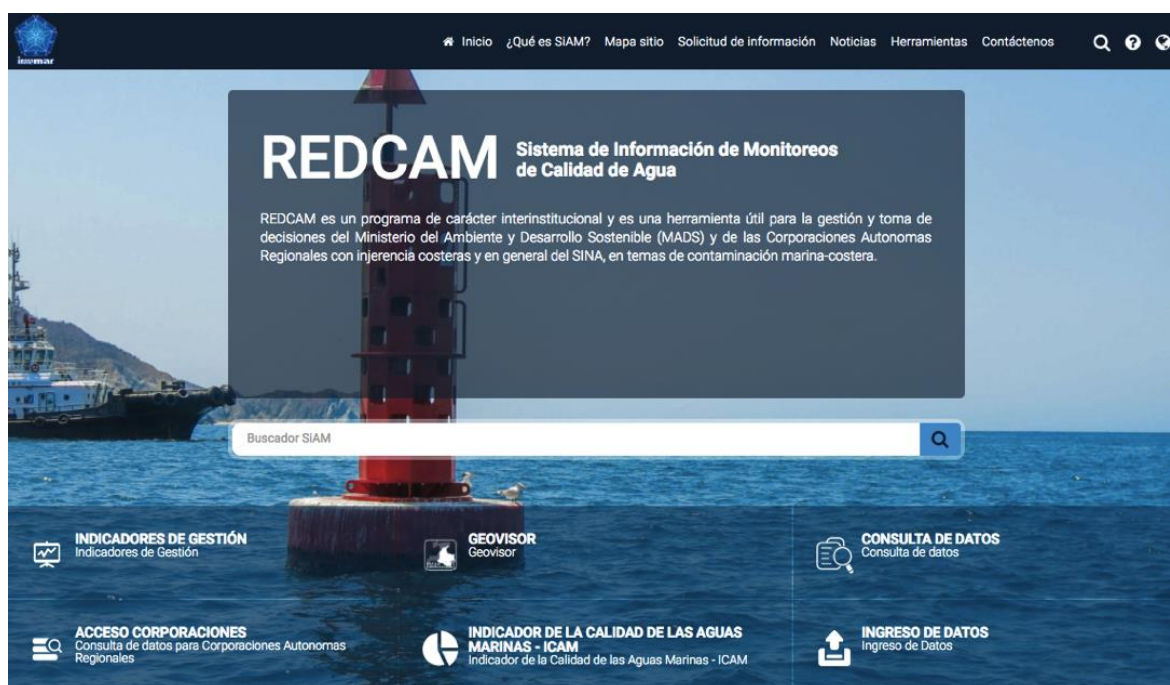 invemar
Inicio ¿Qué es SiAM? Mapa sitio Solicitud de información Noticias Herramientas Contáctenos
REDCAM
Sistema de Información de Monitoreos
de Calidad de Agua
REDCAM es un programa de carácter interinstitucional y es una herramienta útil para la gestión y toma de
decisiones del Ministerio del Ambiente y Desarrollo Sostenible (MADS) y de las Corporaciones Autonomas
Regionales con injerencia costeras y en general del SINA, en temas de contaminación marina-costera.
Buscador SiAM
INDICADORES DE GESTIÓN
Indicadores de Gestión
GEOVISOR
Geovisor
CONSULTA DE DATOS
Consulta de datos
ACCESO CORPORACIONES
Consulta de datos para Corporaciones Autonomas
Regionales
INDICADOR DE LA CALIDAD DE LAS AGUAS
MARINAS - ICAM
Indicador de la Calidad de las Aguas Marinas - ICAM
INGRESO DE DATOS
Ingreso de Datos